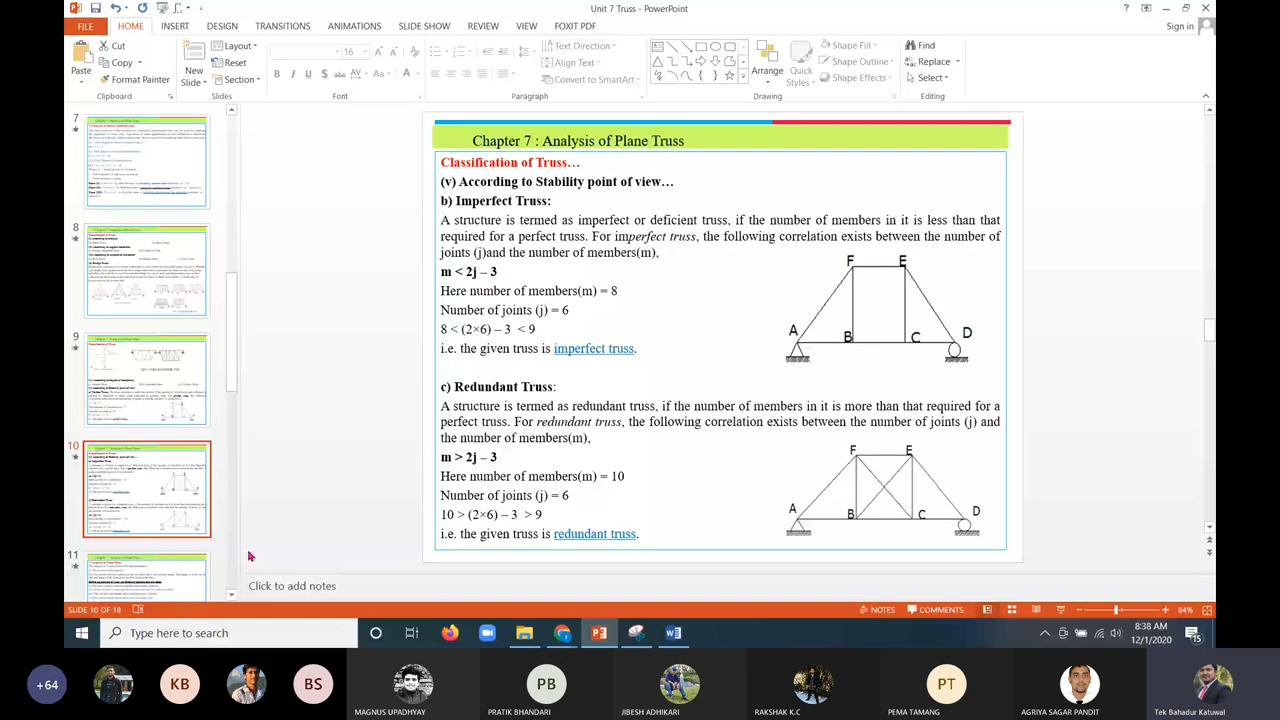 Unit 7 Truss - PowerPoint
FILE HOME INSERT DESIGN TRANSITIONS ANIMATIONS SLIDE SHOW REVIEW VIEW FOXIT PDF
Sign in
Paste Cut Copy Format Painter
Clipboard
New Slide Layout Reset Section
Slides
16
Font
Text Direction
Align Text
Convert to SmartArt
Paragraph
Arrange Quick Styles
Shape Fill
Shape Outline
Shape Effects
Drawing
Find
Replace
Select
Editing
7
8
9
10
11
Chapter 7 : Analysis of Plane Truss
Classification of Truss…
(v) According to rigidity point of view…
b) Imperfect Truss:
A structure is termed as imperfect or deficient truss, if the number of members in it is less than that
required for a perfect truss. For imperfect truss, the following correlation exists between the number of
joints (j)and the number of members(m),
m < 2j – 3
Here number of members(m) = 8
Number of joints (j) = 6
8 < (2×6) – 3 < 9
i.e. the given truss is imperfect truss.
F E
A B C D
c) Redundant
A structure is termed as redundant truss, if the number of members in it is more than that required for a
perfect truss. For redundant truss, the following correlation exists between the number of joints (j) and
the number of members(m),
m > 2j – 3
Here number of members(m) = 10
Number of joints (j) = 6
10 > (2×6) – 3 > 9
i.e. the given truss is redundant truss.
F E
A B C D
Click to add notes
SLIDE 10 OF 18
NOTES COMMENTS 84%
Type here to search
8:38 AM
12/1/2020
15
+64 KB BS PB PT
MAGNUS UPADHYAY PRATIK BHANDARI JIBESH ADHIKARI RAKSHAK K.C PEMA TAMANG AGRIYA SAGAR PANDIT Tek Bahadur Katuwal